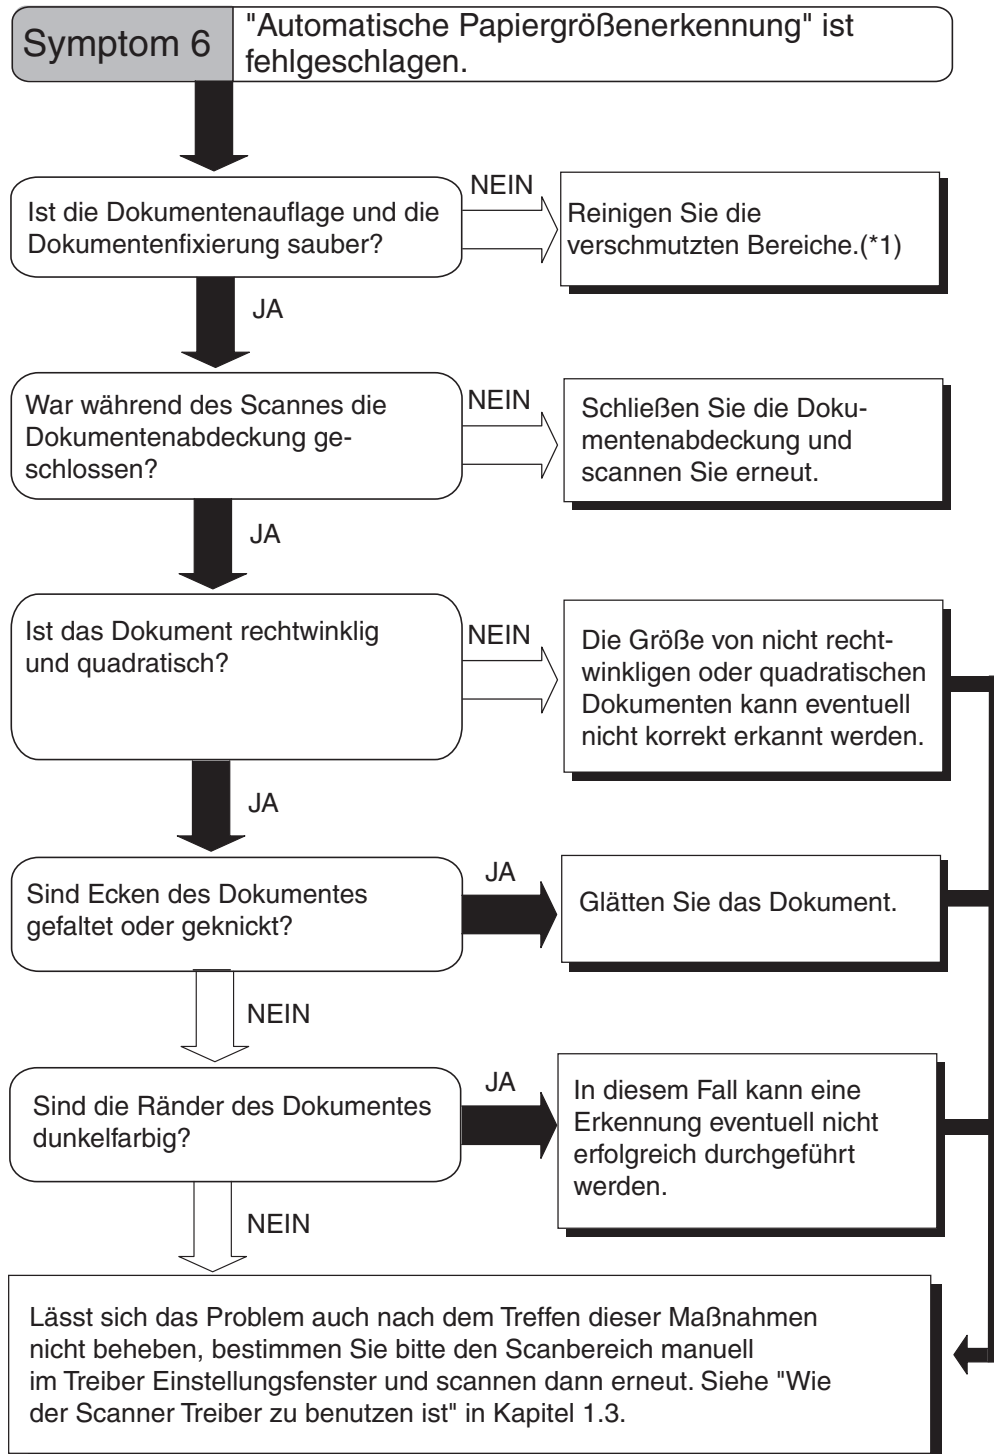 Symptom 6
"Automatische Papiergrößenerkennung" ist
fehlgeschlagen.
Ist die Dokumentenauflage und die
Dokumentenfixierung sauber?
NEIN
Reinigen Sie die
verschmutzten Bereiche.(*1)
JA
War während des Scannes die
Dokumentenabdeckung ge-
schlossen?
NEIN
Schließen Sie die Doku-
mentenabdeckung und
scannen Sie erneut.
JA
Ist das Dokument rechtwinklig
und quadratisch?
NEIN
Die Größe von nicht recht-
winkligen oder quadratischen
Dokumenten kann eventuell
nicht korrekt erkannt werden.
JA
Sind Ecken des Dokumentes
gefaltet oder geknickt?
JA
Glätten Sie das Dokument.
NEIN
Sind die Ränder des Dokumentes
dunkelfarbig?
JA
In diesem Fall kann eine
Erkennung eventuell nicht
erfolgreich durchgeführt
werden.
NEIN
Lässt sich das Problem auch nach dem Treffen dieser Maßnahmen
nicht beheben, bestimmen Sie bitte den Scanbereich manuell
im Treiber Einstellungsfenster und scannen dann erneut. Siehe "Wie
der Scanner Treiber zu benutzen ist" in Kapitel 1.3.